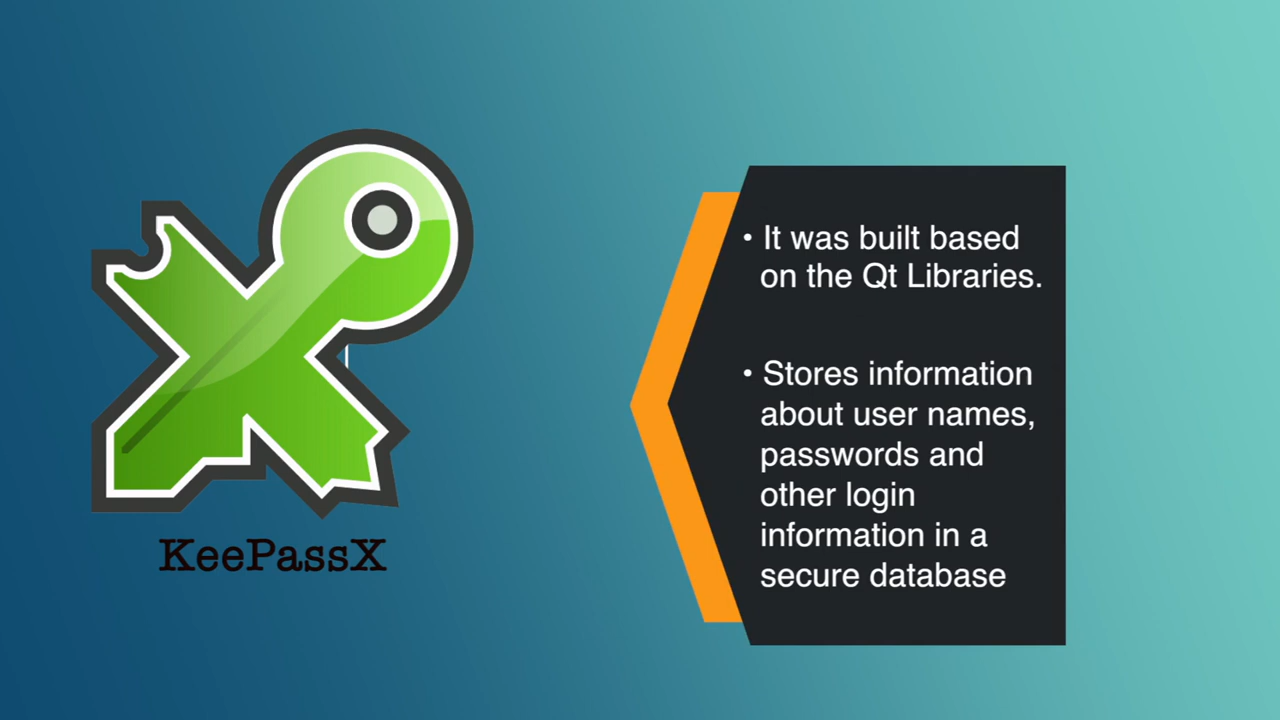 KeePassX
• It was built based
on the Qt Libraries.
• Stores information
about user names,
passwords and
other login
information in a
secure database